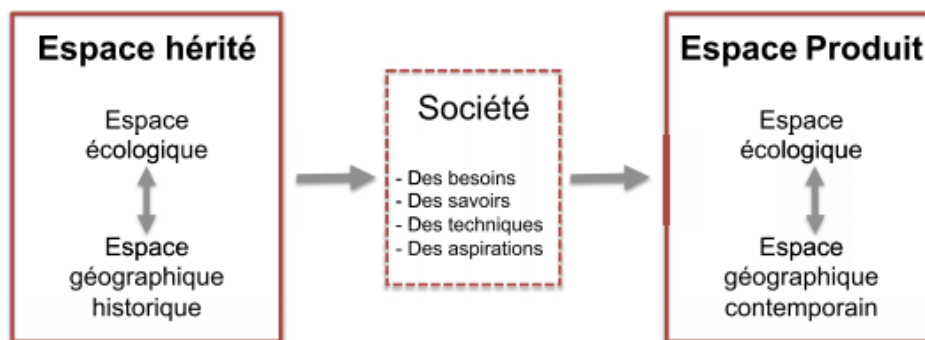 Espace hérité
Espace
écologique
Espace
géographique
historique
Société
- Des besoins
- Des savoirs
- Des techniques
- Des aspirations
Espace Produit
Espace
écologique
Espace
géographique
contemporain